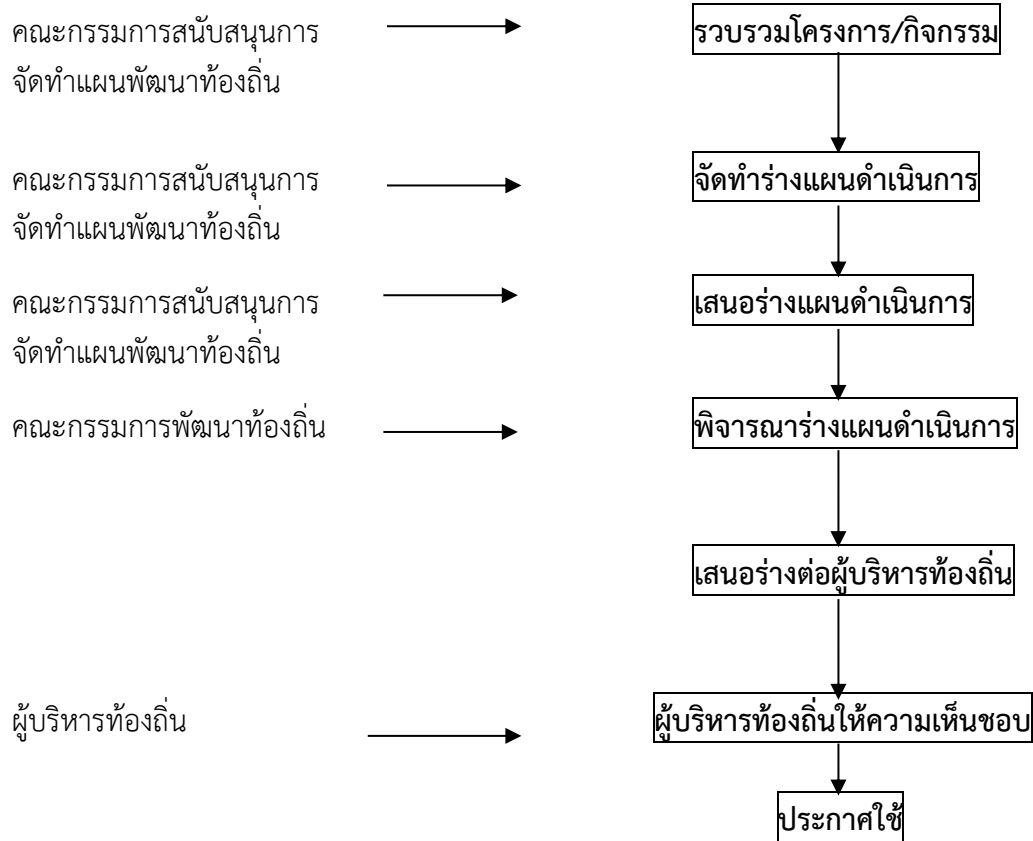 คณะกรรมการสนับสนุนการ
จัดทำแผนพัฒนาท้องถิ่น
รวบรวมโครงการ/กิจกรรม
คณะกรรมการสนับสนุนการ
จัดทำแผนพัฒนาท้องถิ่น
จัดทำร่างแผนดำเนินการ
คณะกรรมการสนับสนุนการ
จัดทำแผนพัฒนาท้องถิ่น
เสนอร่างแผนดำเนินการ
คณะกรรมการพัฒนาท้องถิ่น
พิจารณาร่างแผนดำเนินการ
เสนอร่างต่อผู้บริหารท้องถิ่น
ผู้บริหารท้องถิ่น
ผู้บริหารท้องถิ่นให้ความเห็นชอบ
ประกาศใช้